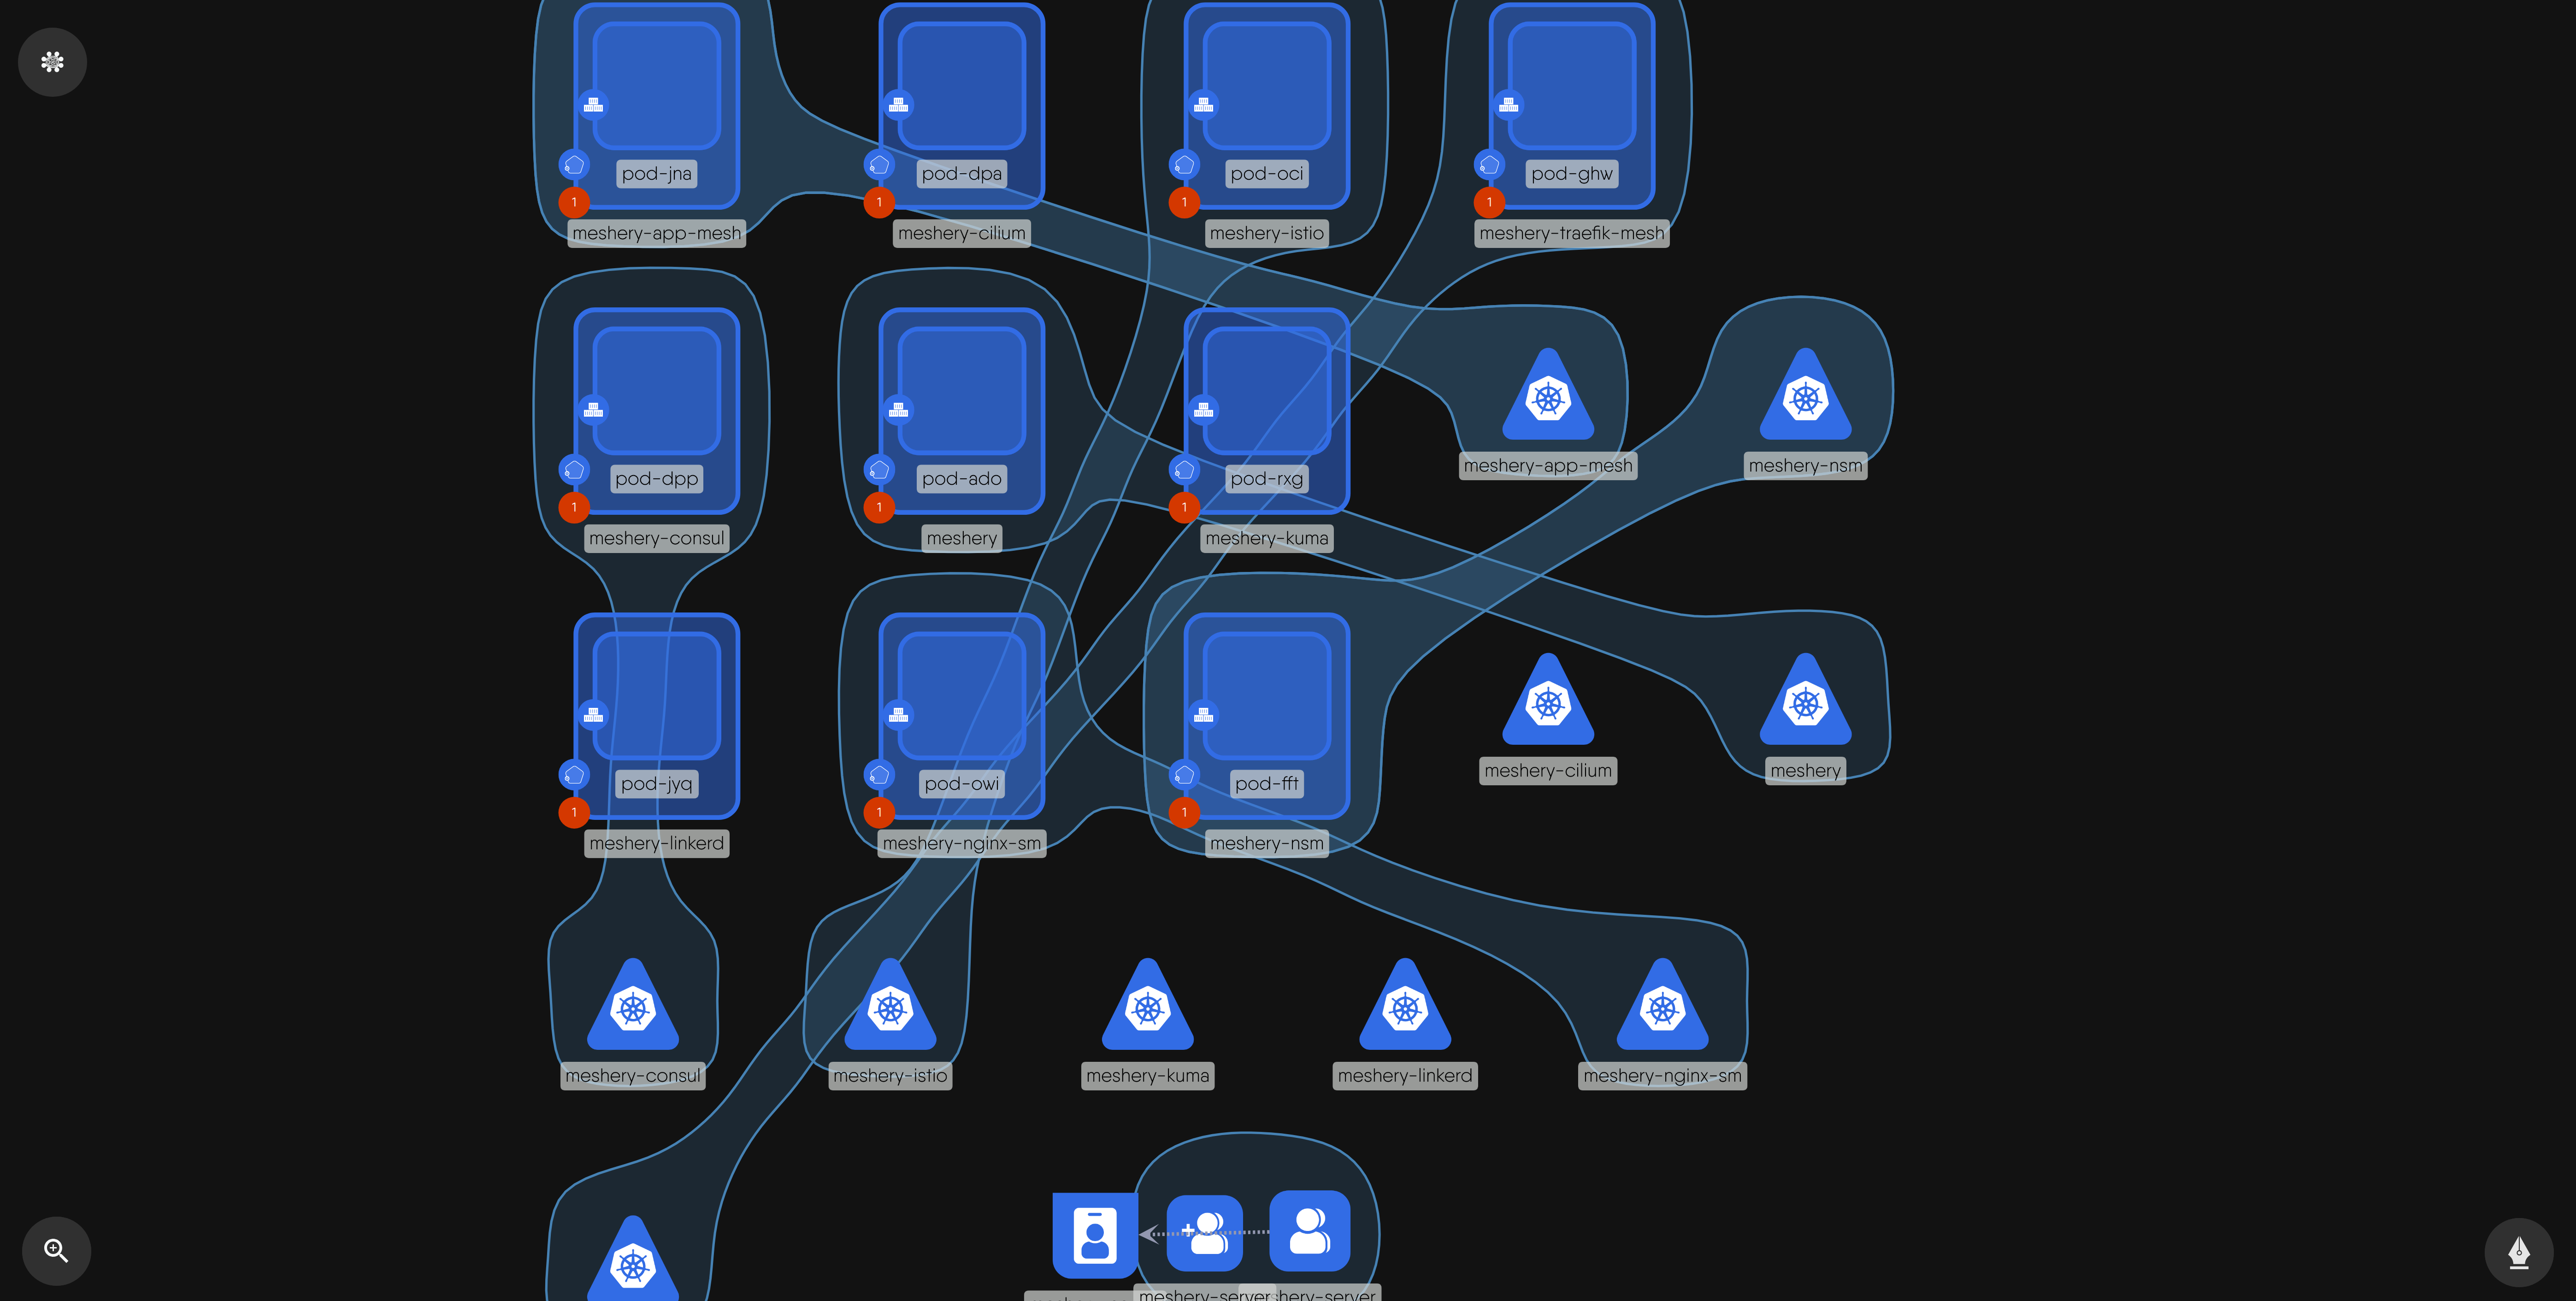 pod-jna
pod-dpa
pod-oci
pod-ghw
1
1
1
1
meshery-app-mesh
meshery-cilium
meshery-istio
meshery-traefik-mesh
pod-dpp
pod-ado
pod-rxg
meshery-app-mesh
meshery-nsm
1
1
1
meshery-consul
meshery
meshery-kuma
pod-jyq
pod-owi
pod-fft
meshery-cilium
meshery
1
1
1
meshery-linkerd
meshery-nginx-sm
meshery-nsm
meshery-consul
meshery-istio
meshery-kuma
meshery-linkerd
meshery-nginx-sm
meshery-server